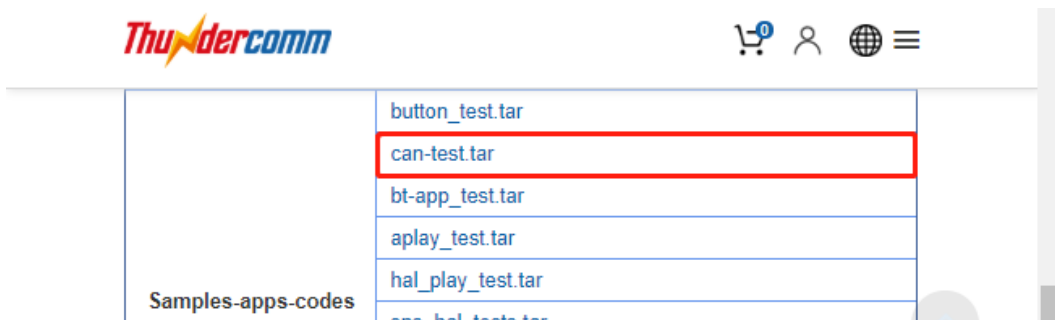 Thundercomm
0
button_test.tar
can-test.tar
bt-app_test.tar
aplay_test.tar
hal_play_test.tar
Samples-apps-codes